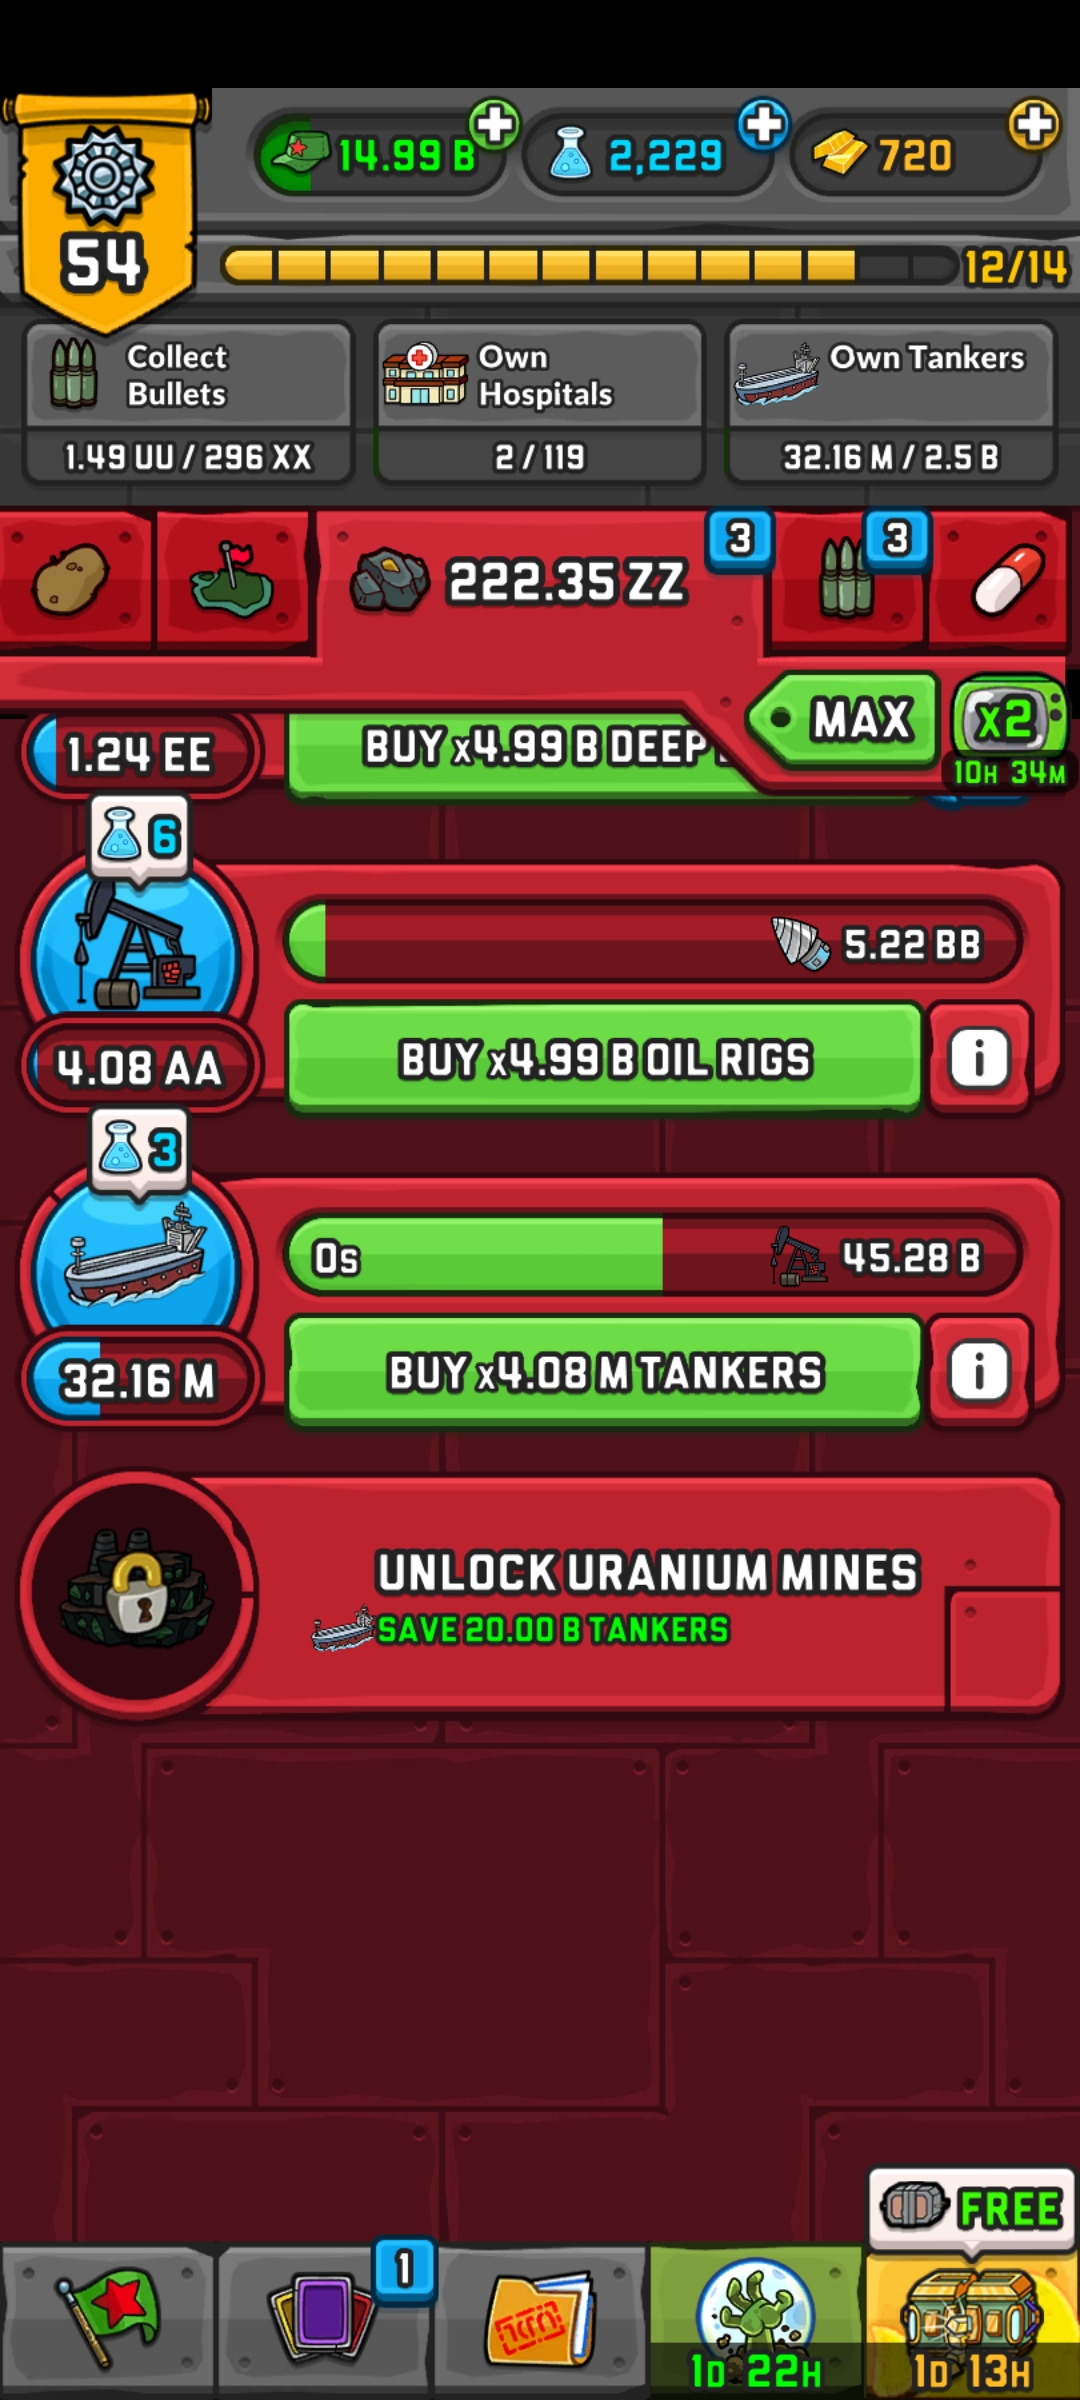 54
14.99 B
2,229
720
12/14
Collect
Bullets
1.49 UU / 296 XX
Own
Hospitals
2 / 119
Own Tankers
32.16 M / 2.5 B
222.35 ZZ
3
3
MAX
x2
10H 34M
1.24 EE
BUY x4.99 B DEEP
6
5.22 BB
4.08 AA
BUY x4.99 B OIL RIGS
i
3
0s
45.28 B
32.16 M
BUY x4.08 M TANKERS
i
UNLOCK URANIUM MINES
SAVE 20.00 B TANKERS
FREE
1
1D 22H
1D 13H